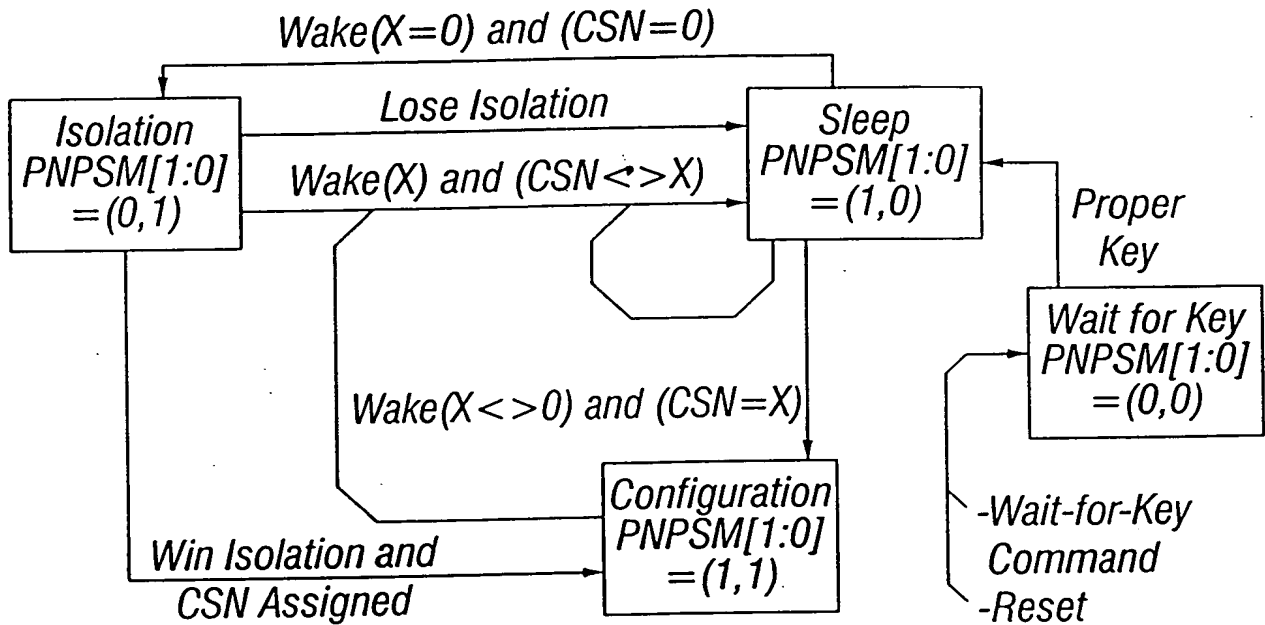 Wake(X=0) and (CSN=0)
Isolation
PNPSM[1:0]
=(0,1)
Lose Isolation
Wake(X) and (CSN<>X)
Sleep
PNPSM[1:0]
=(1,0)
Proper
Key
Wait for Key
PNPSM[1:0]
=(0,0)
Wake(X<>0) and (CSN=X)
Configuration
PNPSM[1:0]
=(1,1)
Win Isolation and
CSN Assigned
-Wait-for-Key
Command
-Reset